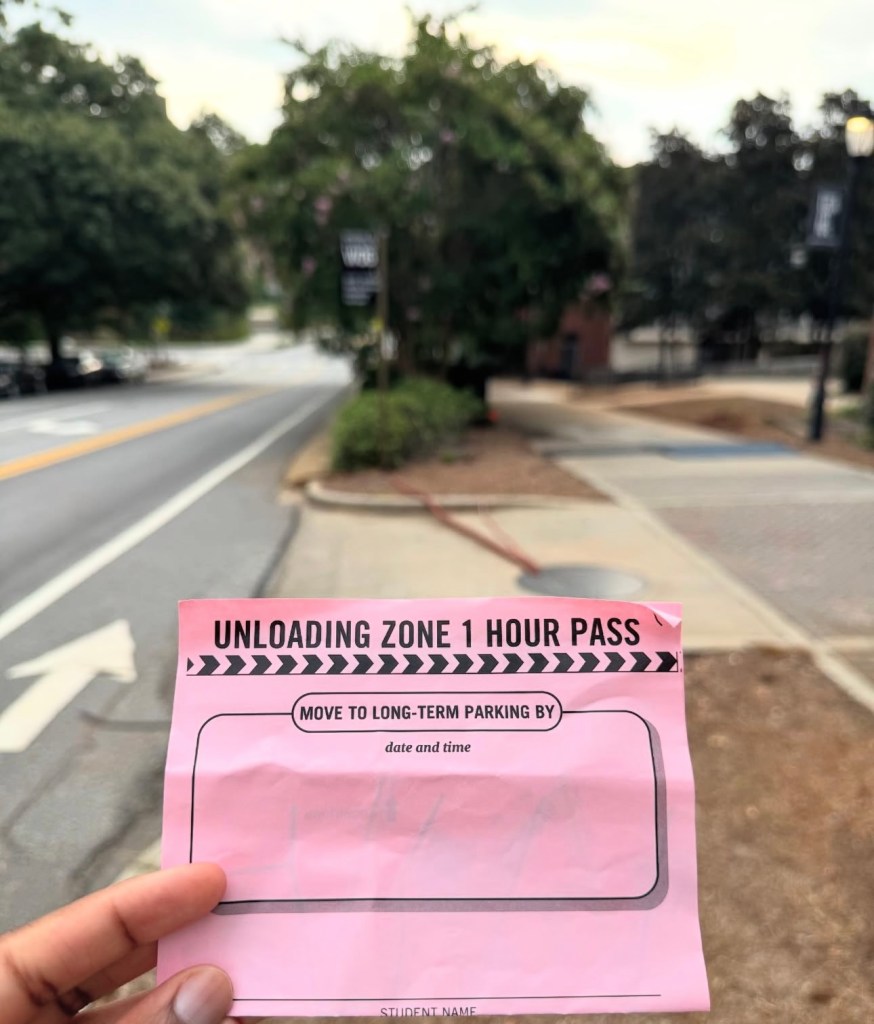 UNLOADING ZONE 1 HOUR PASS
MOVE TO LONG-TERM PARKING BY
date and time
STUDENT NAME